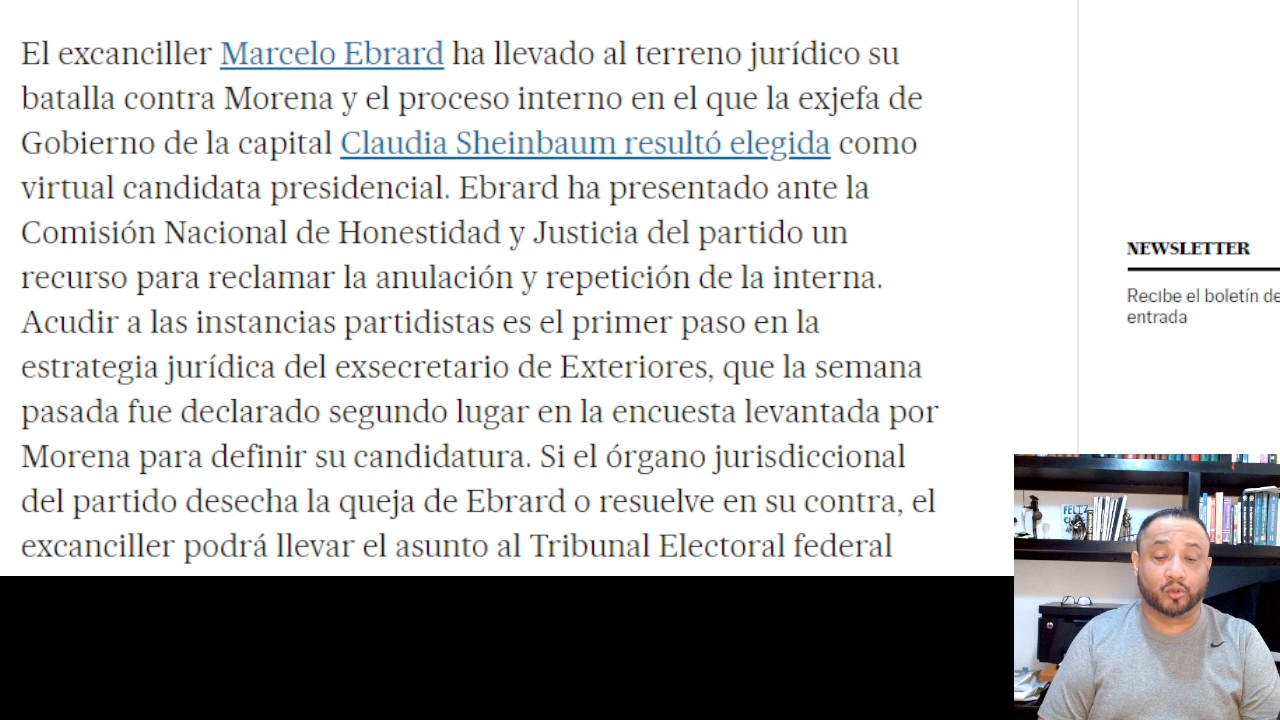 El excanciller Marcelo Ebrard ha llevado al terreno jurídico su
batalla contra Morena y el proceso interno en el que la exjefa de
Gobierno de la capital Claudia Sheinbaum resultó elegida como
virtual candidata presidencial. Ebrard ha presentado ante la
Comisión Nacional de Honestidad y Justicia del partido un
recurso para reclamar la anulación y repetición de la interna.
Acudir a las instancias partidistas es el primer paso en la
estrategia jurídica del exsecretario de Exteriores, que la semana
pasada fue declarado segundo lugar en la encuesta levantada por
Morena para definir su candidatura. Si el órgano jurisdiccional
del partido desecha la queja de Ebrard o resuelve en su contra, el
excanciller podrá llevar el asunto al Tribunal Electoral federal
NEWSLETTER
Recibe el boletín de
entrada
FELIZ